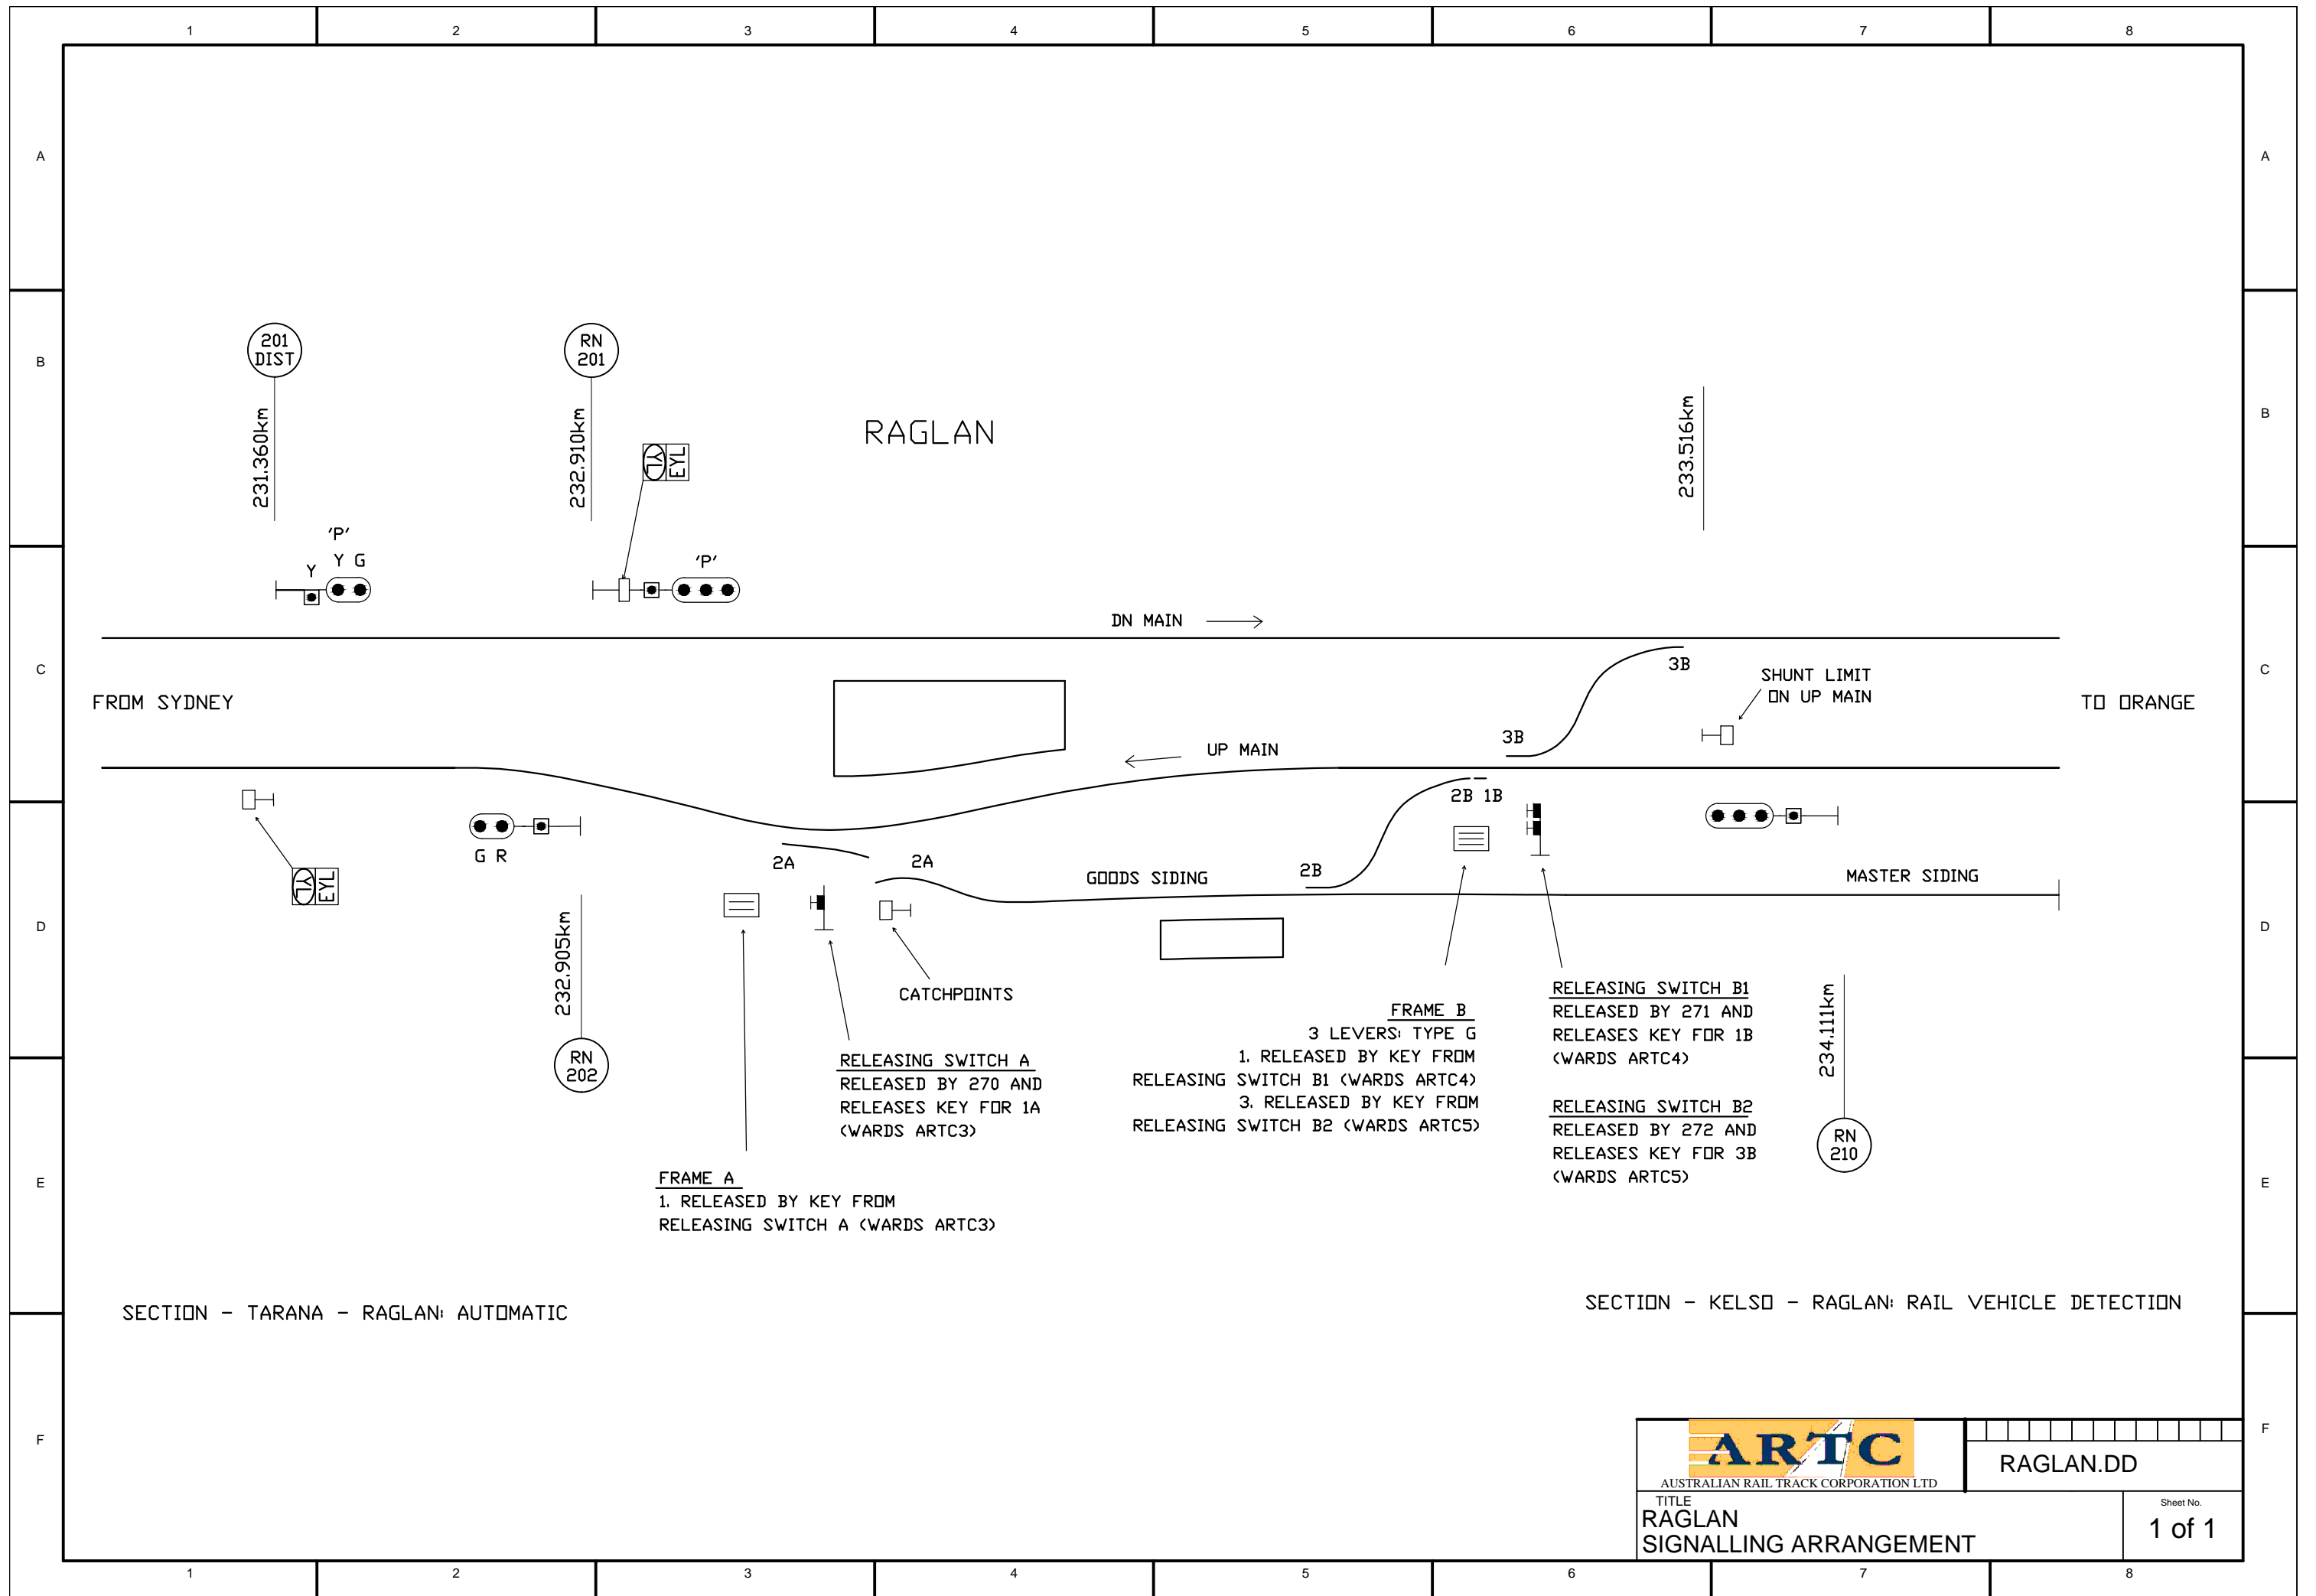 1 2 3 4 5 6 7 8
A A
201
DIST
RN
201
B
B
231.360km
232.910km
YL
EYL
RAGLAN
233.516km
'P'
Y
Y G
'P'
DN MAIN
C
C
FROM SYDNEY
3B
SHUNT LIMIT
ON UP MAIN
TO ORANGE
3B
UP MAIN
2B 1B
G R
2A
2A
2B
GOODS SIDING
MASTER SIDING
YL
EYL
D
D
232.905km
CATCHPOINTS
RN
202
RELEASING SWITCH A
RELEASED BY 270 AND
RELEASES KEY FOR 1A
(WARDS ARTC3)
FRAME B
3 LEVERS: TYPE G
1. RELEASED BY KEY FROM
RELEASING SWITCH B1 (WARDS ARTC4)
3. RELEASED BY KEY FROM
RELEASING SWITCH B2 (WARDS ARTC5)
RELEASING SWITCH B1
RELEASED BY 271 AND
RELEASES KEY FOR 1B
(WARDS ARTC4)
RELEASING SWITCH B2
RELEASED BY 272 AND
RELEASES KEY FOR 3B
(WARDS ARTC5)
234.111km
RN
210
E
E
FRAME A
1. RELEASED BY KEY FROM
RELEASING SWITCH A (WARDS ARTC3)
SECTION - TARANA - RAGLAN: AUTOMATIC
SECTION - KELSO - RAGLAN: RAIL VEHICLE DETECTION
F
F
ARTC
AUSTRALIAN RAIL TRACK CORPORATION LTD
RAGLAN.DD
TITLE
RAGLAN
SIGNALLING ARRANGEMENT
Sheet No.
1 of 1
1 2 3 4 5 6 7 8